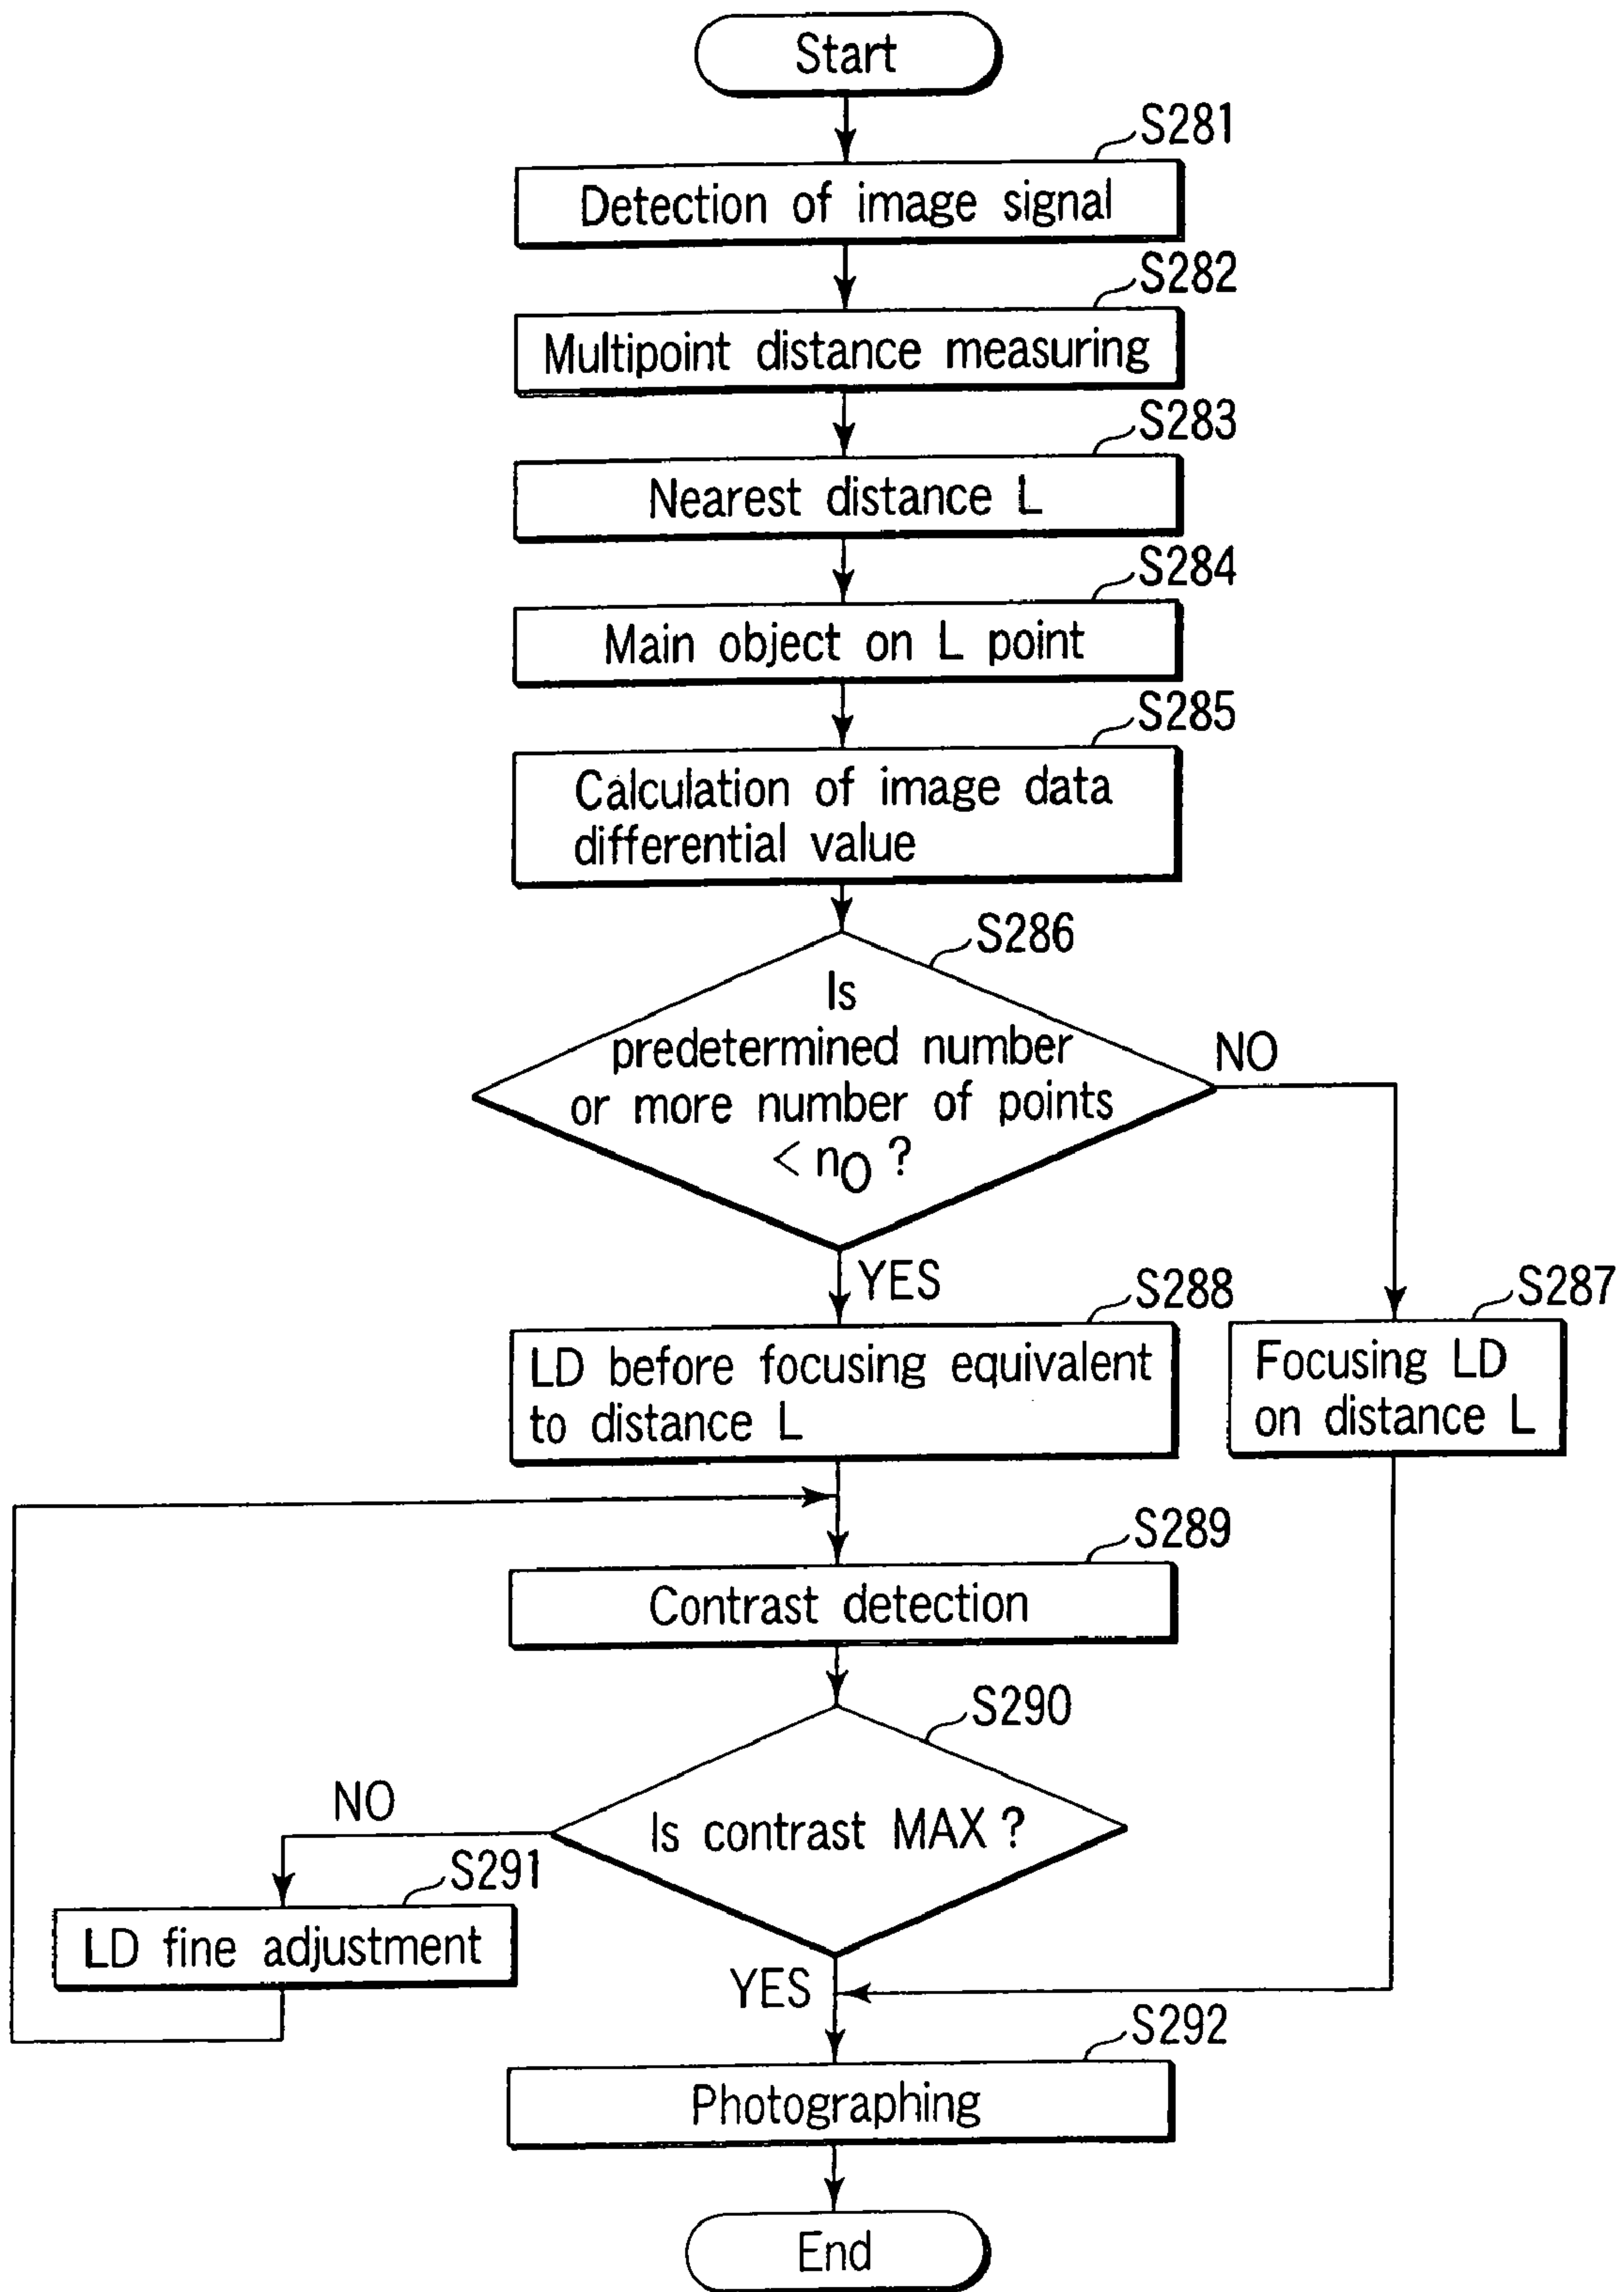 Start
S281
Detection of image signal
S282
Multipoint distance measuring
S283
Nearest distance L
S284
Main object on L point
S285
Calculation of image data
differential value
S286
Is
predetermined number
or more number of points
< n0 ?
NO
YES
S288
LD before focusing equivalent
to distance L
S287
Focusing LD
on distance L
S289
Contrast detection
S290
Is contrast MAX ?
NO
S291
LD fine adjustment
YES
S292
Photographing
End